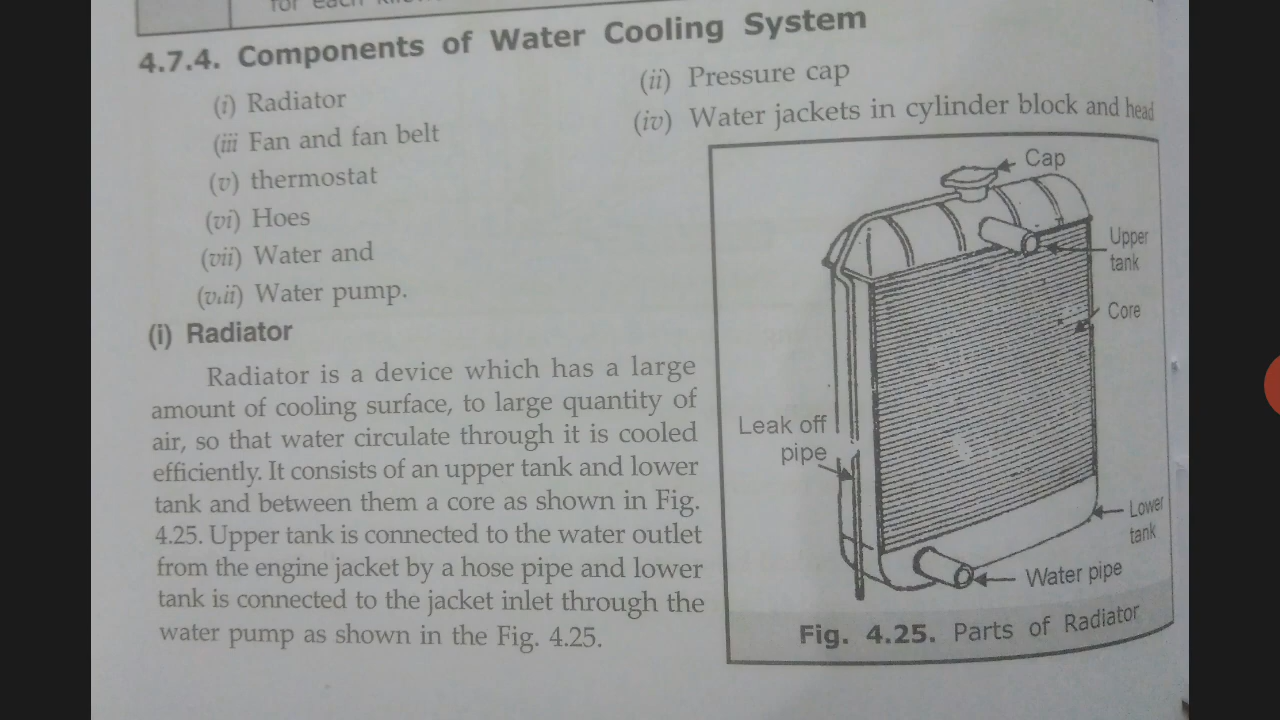 for each
4.7.4. Components of Water Cooling System
(i) Radiator
(ii) Pressure cap
(iii Fan and fan belt
(iv) Water jackets in cylinder block and head
(v) thermostat
(vi) Hoes
(vii) Water and
(viii) Water pump.
(i) Radiator
Radiator is a device which has a large
amount of cooling surface, to large quantity of
air, so that water circulate through it is cooled
efficiently. It consists of an upper tank and lower
tank and between them a core as shown in Fig.
4.25. Upper tank is connected to the water outlet
from the engine jacket by a hose pipe and lower
tank is connected to the jacket inlet through the
water pump as shown in the Fig. 4.25.
Cap
Upper
tank
Core
Leak off
pipe
Lower
tank
Water pipe
Fig. 4.25. Parts of Radiator